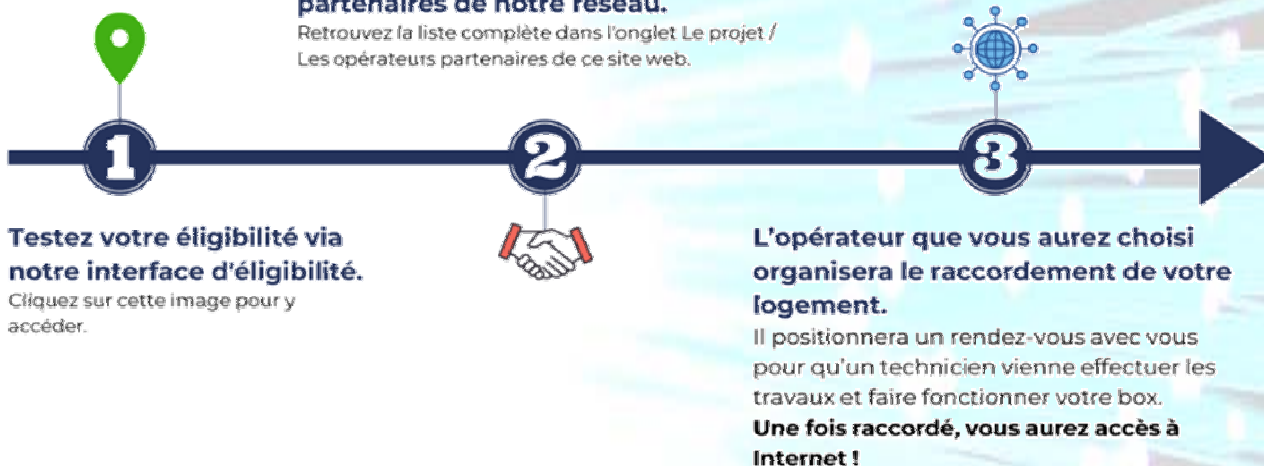 partenaires de notre réseau.
Retrouvez la liste complète dans l'onglet Le projet /
Les opérateurs partenaires de ce site web.
1
2
3
Testez votre éligibilité via
notre interface d'éligibilité.
Cliquez sur cette image pour y
accéder.
L'opérateur que vous aurez choisi
organisera le raccordement de votre
logement.
Il positionnera un rendez-vous avec vous
pour qu'un technicien vienne effectuer les
travaux et faire fonctionner votre box.
Une fois raccordé, vous aurez accès à
Internet !